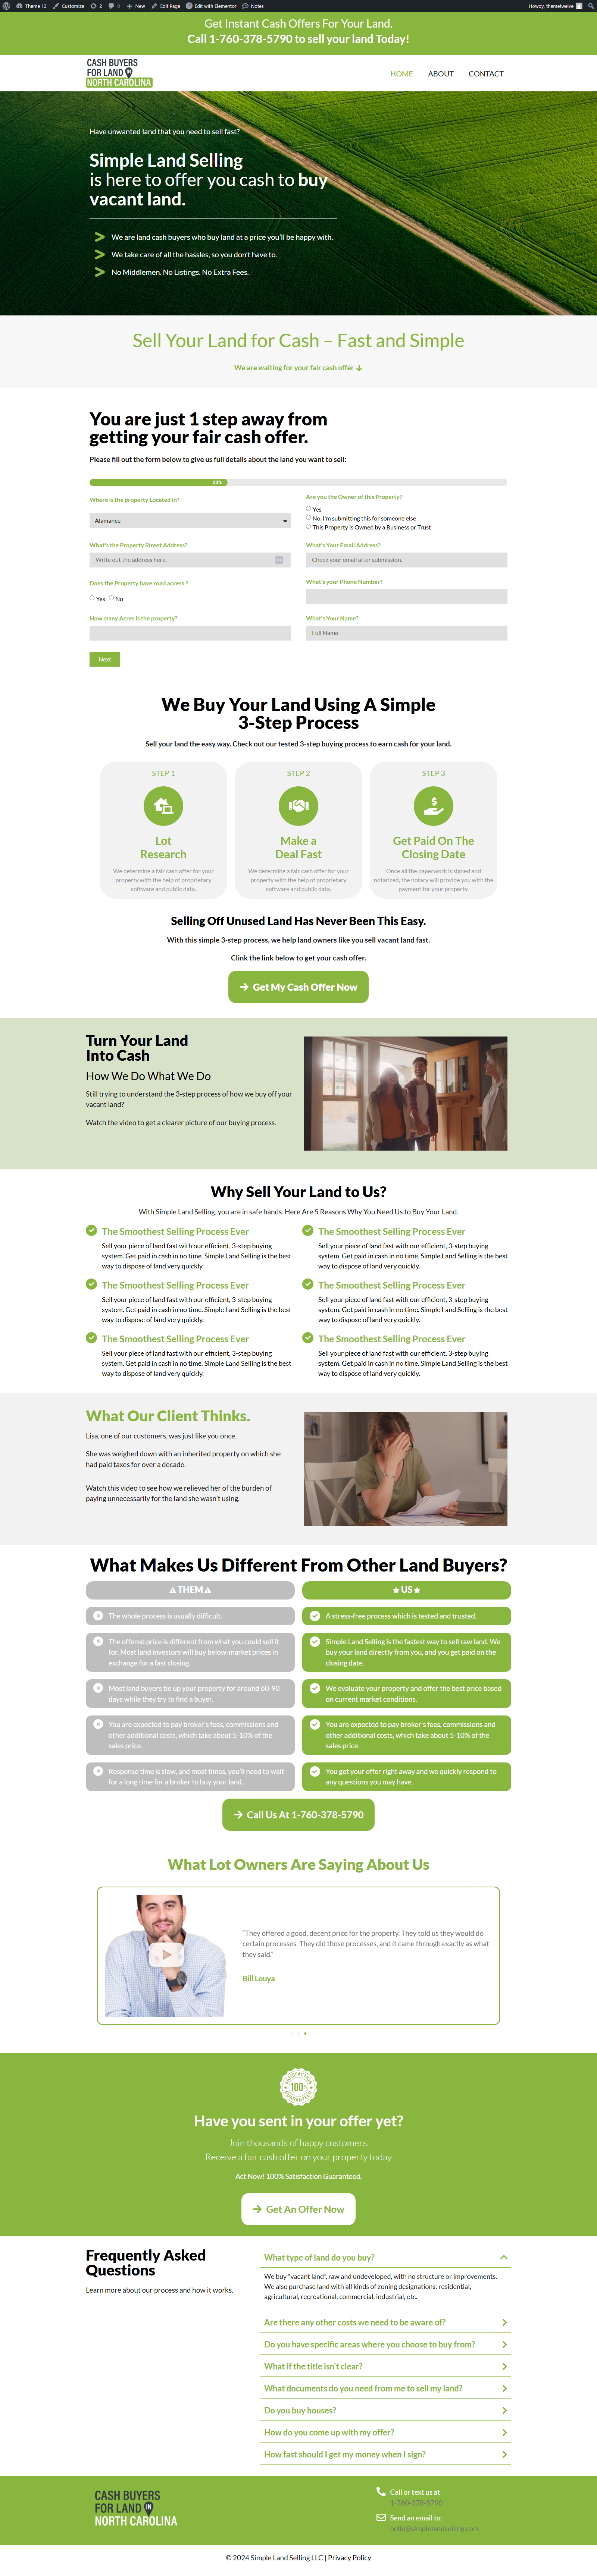 Theme 12 Customize 2 0 New Edit Page Edit with Elementor Notes Howdy, themetwelve
Get Instant Cash Offers For Your Land.
Call 1-760-378-5790 to sell your land Today!
CASH BUYERS
FOR LAND IN
NORTH CAROLINA
HOME ABOUT CONTACT
Have unwanted land that you need to sell fast?
Simple Land Selling
is here to offer you cash to buy
vacant land.
We are land cash buyers who buy land at a price you'll be happy with.
We take care of all the hassles, so you don't have to.
No Middlemen. No Listings. No Extra Fees.
Sell Your Land for Cash – Fast and Simple
We are waiting for your fair cash offer
You are just 1 step away from
getting your fair cash offer.
Please fill out the form below to give us full details about the land you want to sell:
33%
Where is the property Located in?
Alamance
Are you the Owner of this Property?
Yes
No, I'm submitting this for someone else
This Property Is Owned by a Business or Trust
What's the Property Street Address?
Write out the address here.
What's Your Email Address?
Check your email after submission.
Does the Property have road access ?
Yes No
What's your Phone Number?
How many Acres is the property?
What's Your Name?
Full Name
Next
We Buy Your Land Using A Simple
3-Step Process
Sell your land the easy way. Check out our tested 3-step buying process to earn cash for your land.
STEP 1
Lot
Research
We determine a fair cash offer for your
property with the help of proprietary
software and public data.
STEP 2
Make a
Deal Fast
We determine a fair cash offer for your
property with the help of proprietary
software and public data.
STEP 3
Get Paid On The
Closing Date
Once all the paperwork is signed and
notarized, the notary will provide you with the
payment for your property.
Selling Off Unused Land Has Never Been This Easy.
With this simple 3-step process, we help land owners like you sell vacant land fast.
Clink the link below to get your cash offer.
Get My Cash Offer Now
Turn Your Land
Into Cash
How We Do What We Do
Still trying to understand the 3-step process of how we buy off your
vacant land?
Watch the video to get a clearer picture of our buying process.
Why Sell Your Land to Us?
With Simple Land Selling, you are in safe hands. Here Are 5 Reasons Why You Need Us to Buy Your Land.
The Smoothest Selling Process Ever
Sell your piece of land fast with our efficient, 3-step buying
system. Get paid in cash in no time. Simple Land Selling is the best
way to dispose of land very quickly.
The Smoothest Selling Process Ever
Sell your piece of land fast with our efficient, 3-step buying
system. Get paid in cash in no time. Simple Land Selling is the best
way to dispose of land very quickly.
The Smoothest Selling Process Ever
Sell your piece of land fast with our efficient, 3-step buying
system. Get paid in cash in no time. Simple Land Selling is the best
way to dispose of land very quickly.
The Smoothest Selling Process Ever
Sell your piece of land fast with our efficient, 3-step buying
system. Get paid in cash in no time. Simple Land Selling is the best
way to dispose of land very quickly.
The Smoothest Selling Process Ever
Sell your piece of land fast with our efficient, 3-step buying
system. Get paid in cash in no time. Simple Land Selling is the best
way to dispose of land very quickly.
The Smoothest Selling Process Ever
Sell your piece of land fast with our efficient, 3-step buying
system. Get paid in cash in no time. Simple Land Selling is the best
way to dispose of land very quickly.
What Our Client Thinks.
Lisa, one of our customers, was just like you once.
She was weighed down with an inherited property on which she
had paid taxes for over a decade.
Watch this video to see how we relieved her of the burden of
paying unnecessarily for the land she wasn't using.
What Makes Us Different From Other Land Buyers?
THEM
The whole process is usually difficult.
The offered price is different from what you could sell it
for. Most land investors will buy below-market prices in
exchange for a fast closing.
Most land buyers tie up your property for around 60-90
days while they try to find a buyer.
You are expected to pay broker's fees, commissions and
other additional costs, which take about 5-10% of the
sales price.
Response time is slow, and most times, you'll need to wait
for a long time for a broker to buy your land.
US
A stress-free process which is tested and trusted.
Simple Land Selling is the fastest way to sell raw land. We
buy your land directly from you, and you get paid on the
closing date.
We evaluate your property and offer the best price based
on current market conditions.
You are expected to pay broker's fees, commissions and
other additional costs, which take about 5-10% of the
sales price.
You get your offer right away and we quickly respond to
any questions you may have.
Call Us At 1-760-378-5790
What Lot Owners Are Saying About Us
"They offered a good, decent price for the property. They told us they would do
certain processes. They did those processes, and it came through exactly as what
they said."
Bill Louya
SATISFACTION
100%
GUARANTEED
Have you sent in your offer yet?
Join thousands of happy customers.
Receive a fair cash offer on your property today
Act Now! 100% Satisfaction Guaranteed.
Get An Offer Now
Frequently Asked
Questions
Learn more about our process and how it works.
What type of land do you buy?
We buy "vacant land", raw and undeveloped, with no structure or improvements.
We also purchase land with all kinds of zoning designations: residential,
agricultural, recreational, commercial, industrial, etc.
Are there any other costs we need to be aware of?
Do you have specific areas where you choose to buy from?
What if the title isn't clear?
What documents do you need from me to sell my land?
Do you buy houses?
How do you come up with my offer?
How fast should I get my money when I sign?
CASH BUYERS
FOR LAND IN
NORTH CAROLINA
Call or text us at
1-760-378-5790
Send an email to:
hello@simplelandselling.com
© 2024 Simple Land Selling LLC | Privacy Policy